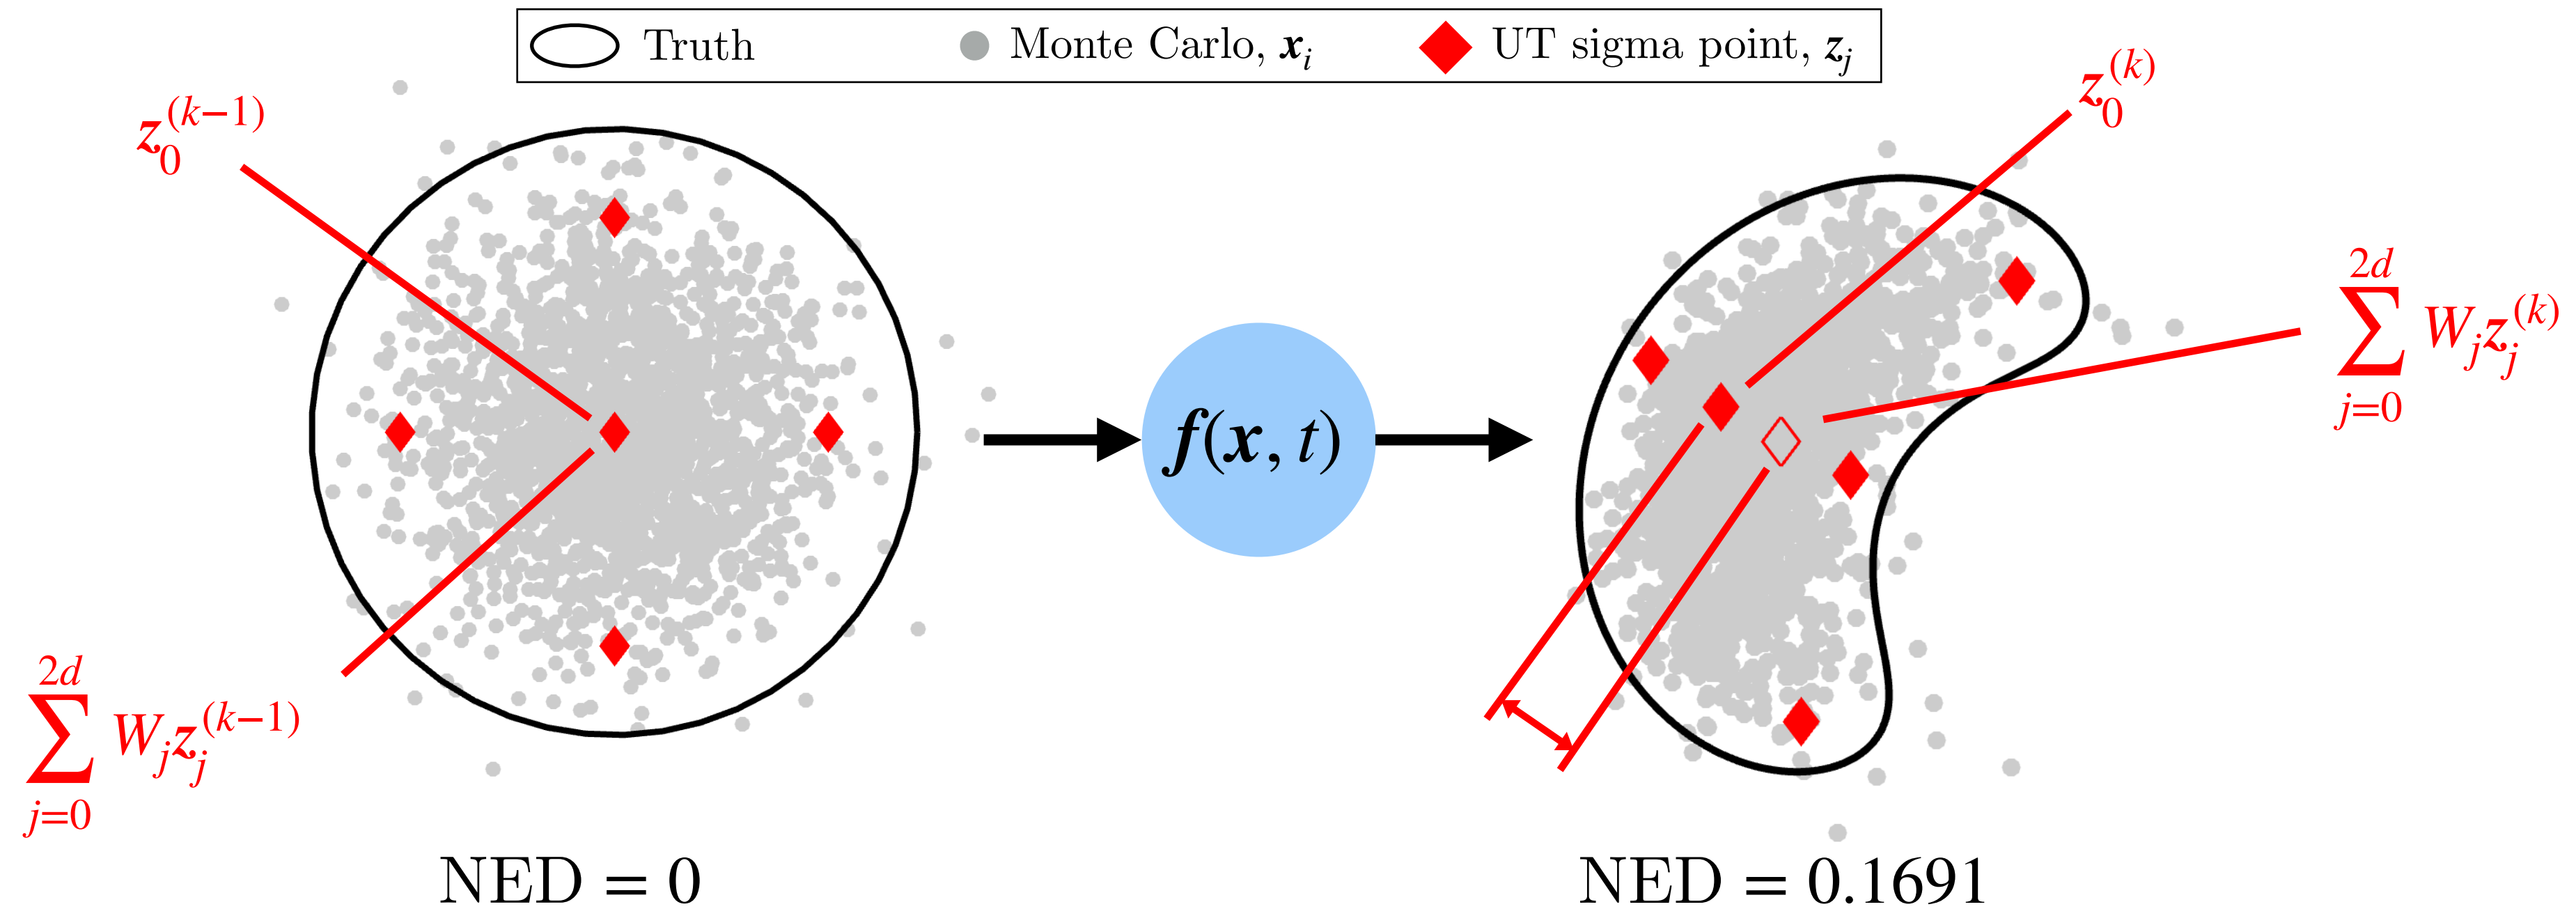 Truth
Monte Carlo, xᵢ
UT sigma point, zⱼ
z₀⁽ᵏ⁻¹⁾
z₀⁽ᵏ⁾
∑_{j=0}^{2d} Wⱼzⱼ⁽ᵏ⁾
f(x, t)
∑_{j=0}^{2d} Wⱼzⱼ⁽ᵏ⁻¹⁾
NED = 0
NED = 0.1691